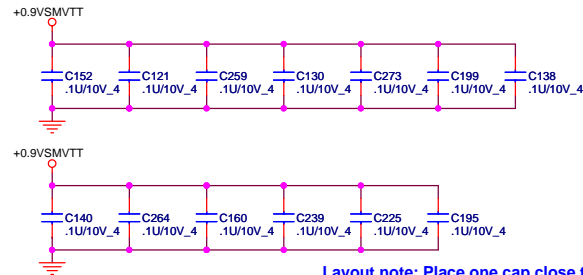 +0.9VSMVTT
C152 C121 C259 C130 C273 C199 C138
.1U/10V_4 .1U/10V_4 .1U/10V_4 .1U/10V_4 .1U/10V_4 .1U/10V_4 .1U/10V_4
+0.9VSMVTT
C140 C264 C160 C239 C225 C195
.1U/10V_4 .1U/10V_4 .1U/10V_4 .1U/10V_4 .1U/10V_4 .1U/10V_4
Layout note: Place one cap close